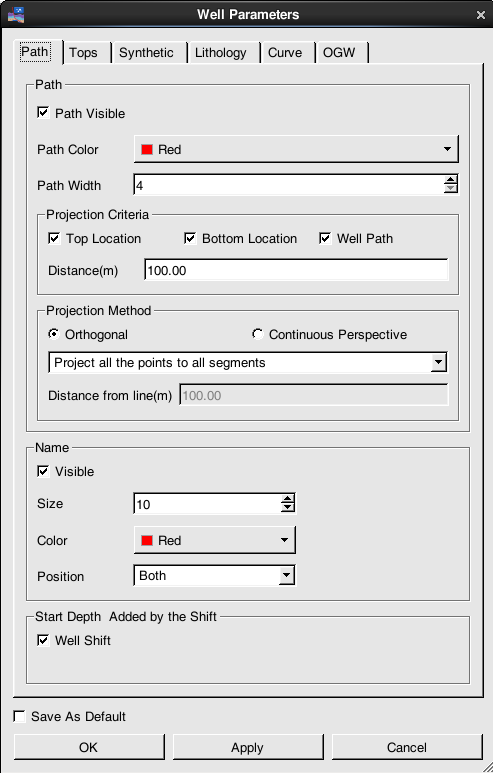 Well Parameters
Path Tops Synthetic Lithology Curve OGW
Path
Path Visible
Path Color Red
Path Width 4
Projection Criteria
Top Location Bottom Location Well Path
Distance(m) 100.00
Projection Method
Orthogonal Continuous Perspective
Project all the points to all segments
Distance from line(m) 100.00
Name
Visible
Size 10
Color Red
Position Both
Start Depth  Added by the Shift
Well Shift
Save As Default
OK Apply Cancel